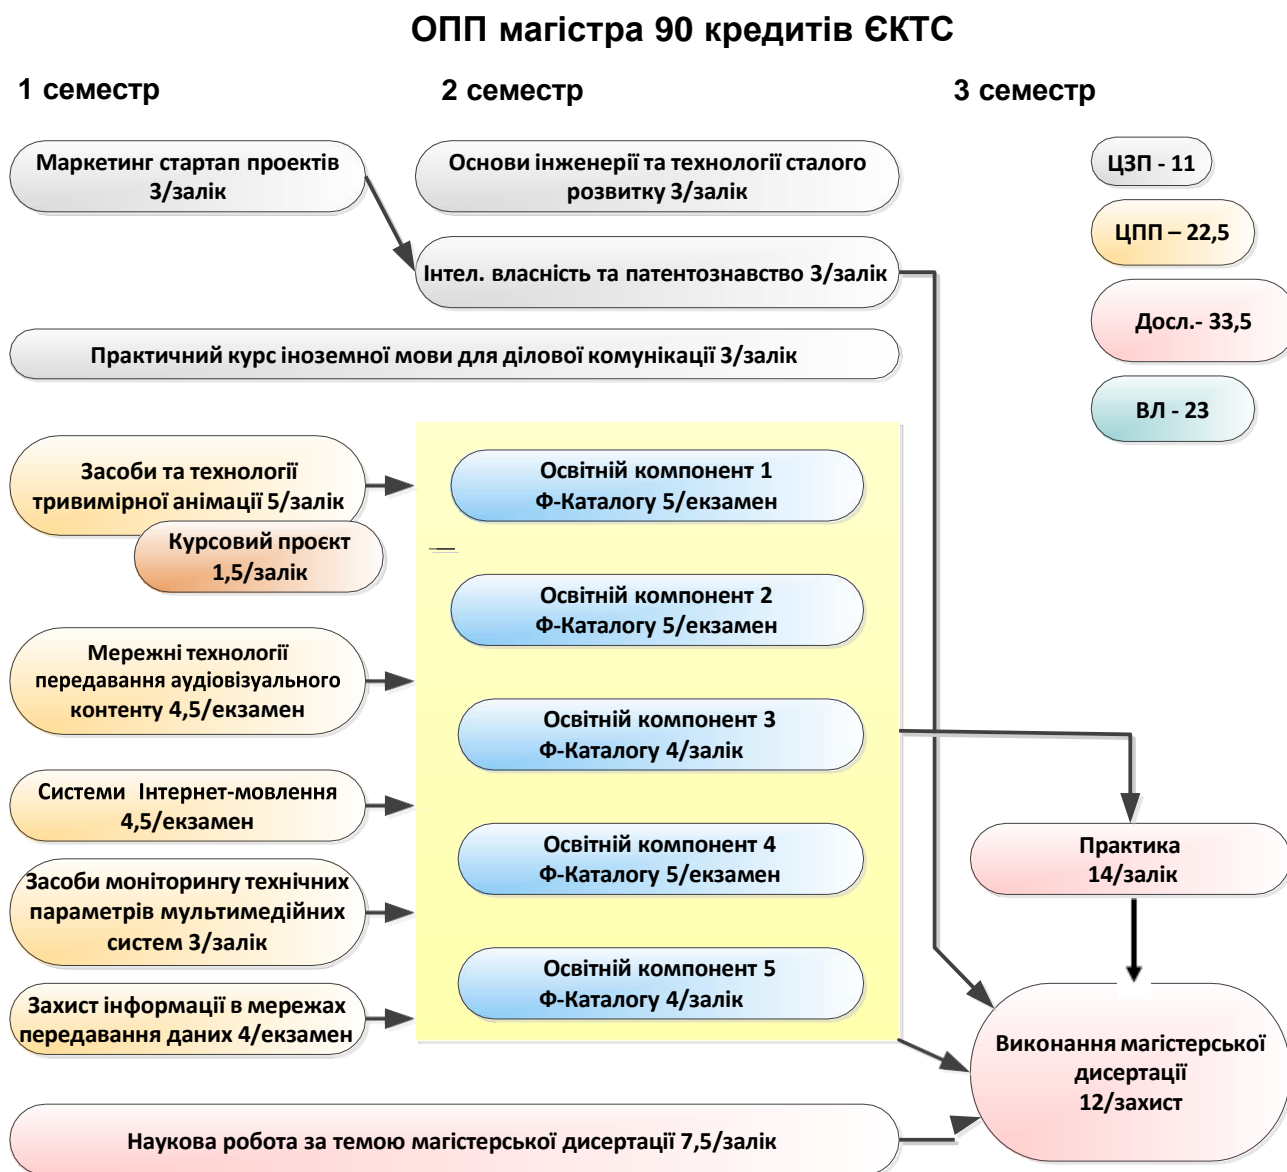 ОПП магістра 90 кредитів ЄКТС
1 семестр
2 семестр
3 семестр
Маркетинг стартап проектів
3/залік
Основи інженерії та технології сталого
розвитку 3/залік
Інтел. власність та патентознавство 3/залік
Практичний курс іноземної мови для ділової комунікації 3/залік
ЦЗП - 11
ЦПП – 22,5
Досл.- 33,5
ВЛ - 23
Засоби та технології
тривимірної анімації 5/залік
Курсовий проєкт
1,5/залік
Мережні технології
передавання аудіовізуального
контенту 4,5/екзамен
Системи Інтернет-мовлення
4,5/екзамен
Засоби моніторингу технічних
параметрів мультимедійних
систем 3/залік
Захист інформації в мережах
передавання даних 4/екзамен
Освітній компонент 1
Ф-Каталогу 5/екзамен
Освітній компонент 2
Ф-Каталогу 5/екзамен
Освітній компонент 3
Ф-Каталогу 4/залік
Освітній компонент 4
Ф-Каталогу 5/екзамен
Освітній компонент 5
Ф-Каталогу 4/залік
Практика
14/залік
Виконання магістерської
дисертації
12/захист
Наукова робота за темою магістерської дисертації 7,5/залік